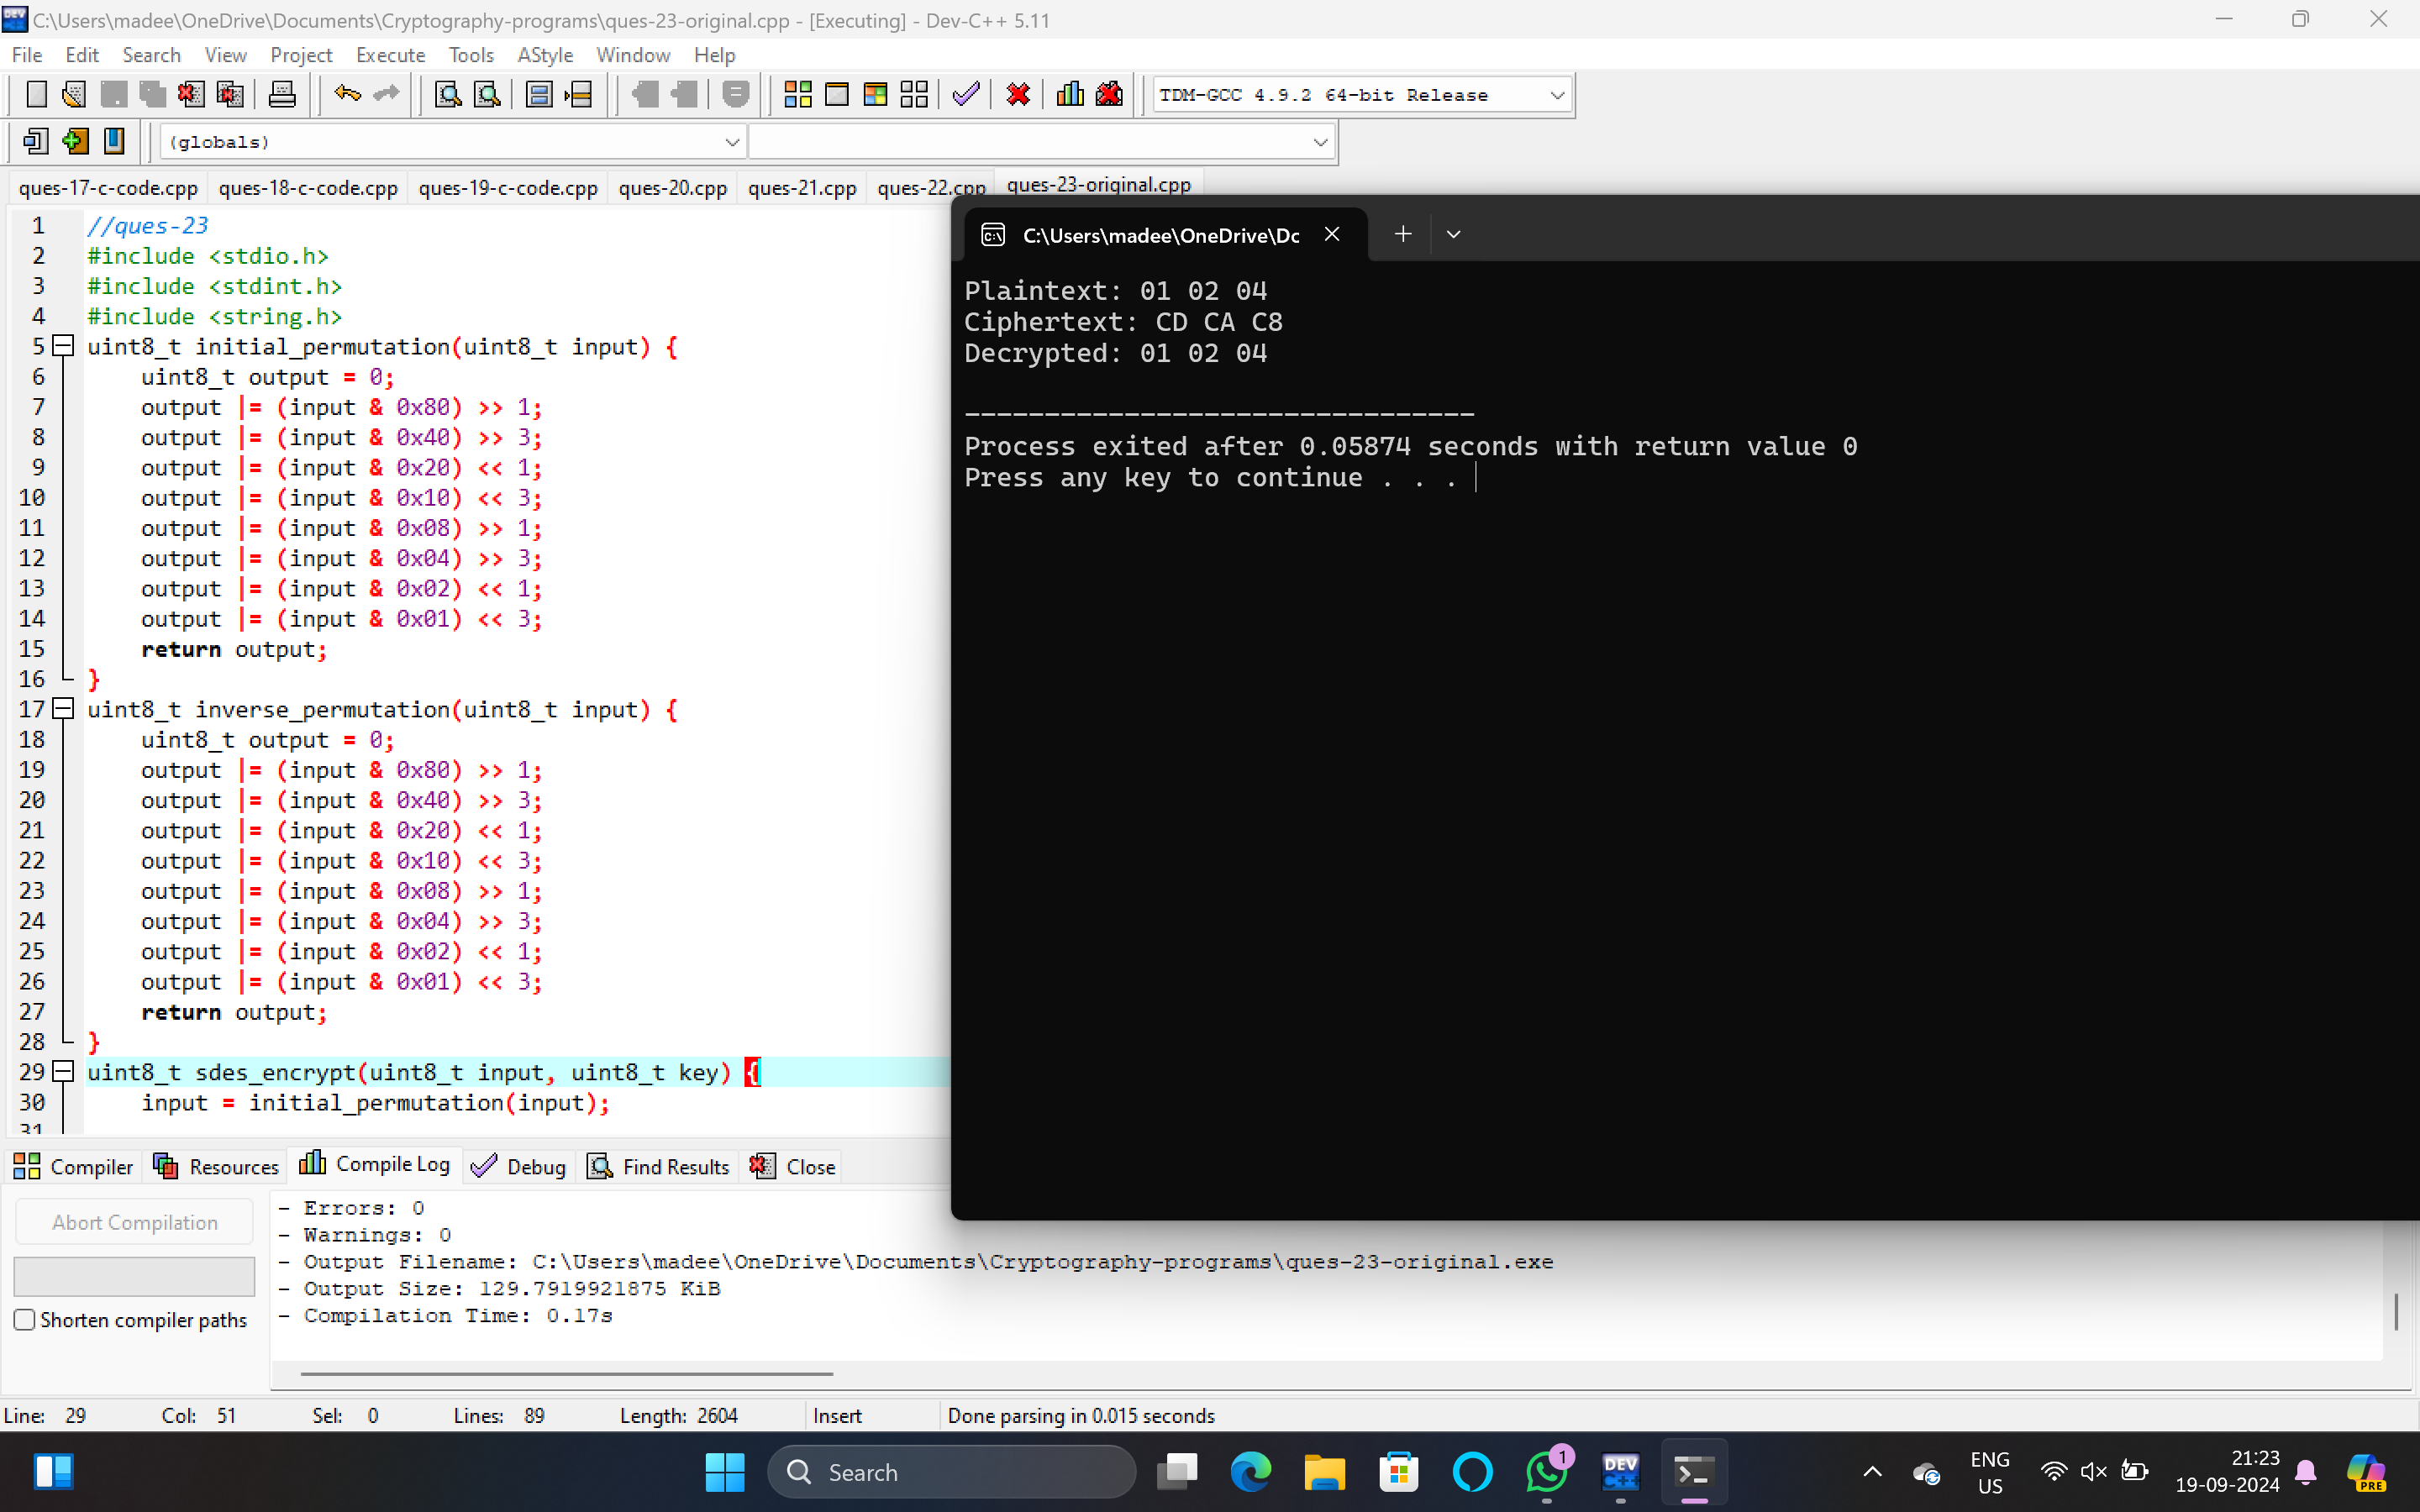 C:\Users\madee\OneDrive\Documents\Cryptography-programs\ques-23-original.cpp - [Executing] - Dev-C++ 5.11
File Edit Search View Project Execute Tools AStyle Window Help
TDM-GCC 4.9.2 64-bit Release
(globals)
ques-17-c-code.cpp ques-18-c-code.cpp ques-19-c-code.cpp ques-20.cpp ques-21.cpp ques-22.cpp ques-23-original.cpp
1 //ques-23
2 #include <stdio.h>
3 #include <stdint.h>
4 #include <string.h>
5 uint8_t initial_permutation(uint8_t input) {
6 uint8_t output = 0;
7 output |= (input & 0x80) >> 1;
8 output |= (input & 0x40) >> 3;
9 output |= (input & 0x20) << 1;
10 output |= (input & 0x10) << 3;
11 output |= (input & 0x08) >> 1;
12 output |= (input & 0x04) >> 3;
13 output |= (input & 0x02) << 1;
14 output |= (input & 0x01) << 3;
15 return output;
16 }
17 uint8_t inverse_permutation(uint8_t input) {
18 uint8_t output = 0;
19 output |= (input & 0x80) >> 1;
20 output |= (input & 0x40) >> 3;
21 output |= (input & 0x20) << 1;
22 output |= (input & 0x10) << 3;
23 output |= (input & 0x08) >> 1;
24 output |= (input & 0x04) >> 3;
25 output |= (input & 0x02) << 1;
26 output |= (input & 0x01) << 3;
27 return output;
28 }
29 uint8_t sdes_encrypt(uint8_t input, uint8_t key) {
30 input = initial_permutation(input);
31
C:\Users\madee\OneDrive\Dc
Plaintext: 01 02 04
Ciphertext: CD CA C8
Decrypted: 01 02 04
--------------------------------
Process exited after 0.05874 seconds with return value 0
Press any key to continue . . .
Compiler Resources Compile Log Debug Find Results Close
Abort Compilation
Shorten compiler paths
- Errors: 0
- Warnings: 0
- Output Filename: C:\Users\madee\OneDrive\Documents\Cryptography-programs\ques-23-original.exe
- Output Size: 129.7919921875 KiB
- Compilation Time: 0.17s
Line: 29 Col: 51 Sel: 0 Lines: 89 Length: 2604 Insert Done parsing in 0.015 seconds
Search
1
DEV C++
ENG
US
21:23
19-09-2024
PRE